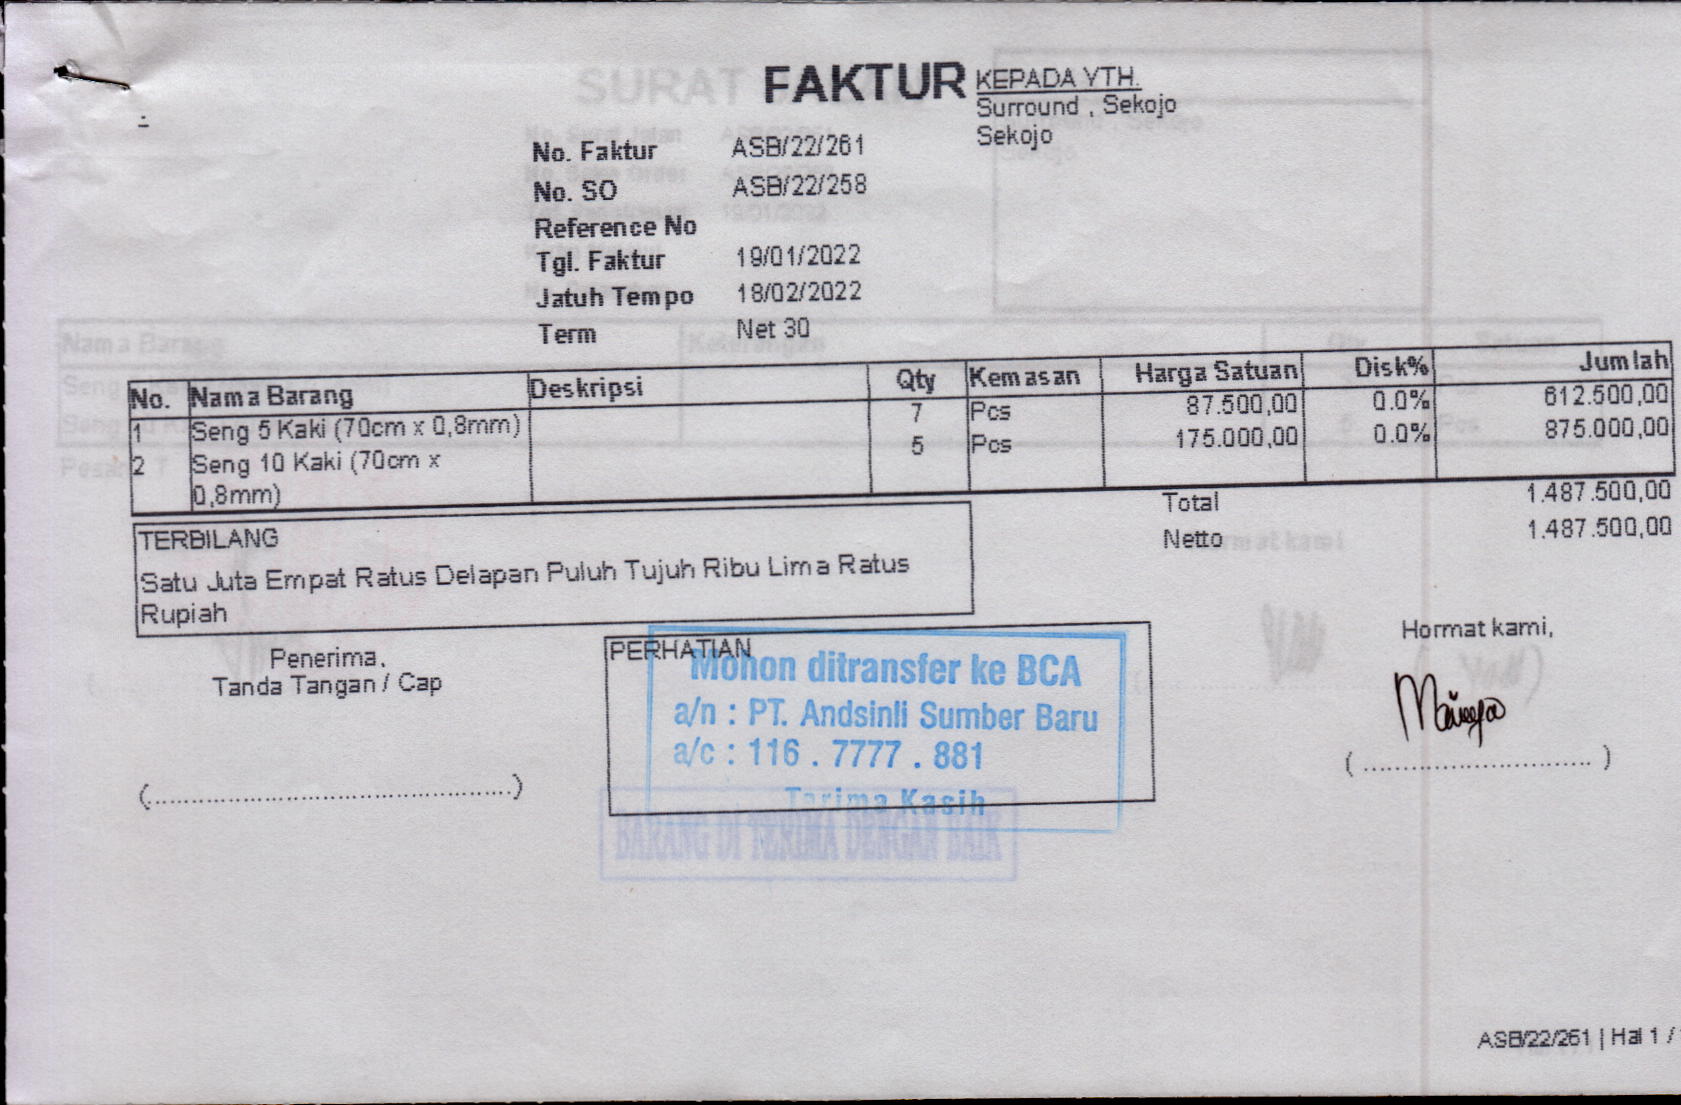 FAKTUR
KEPADA YTH.
Surround , Sekojo
Sekojo
:
No. Faktur ASB/22/261
No. SO ASB/22/258
Reference No
Tgl. Faktur 19/01/2022
Jatuh Tempo 18/02/2022
Term Net 30
No. Nama Barang Deskripsi Qty Kemasan Harga Satuan Disk% Jumlah
1 Seng 5 Kaki (70cm x 0,8mm) 7 Pcs 87.500,00 0.0% 612.500,00
2 Seng 10 Kaki (70cm x 5 Pcs 175.000,00 0.0% 875.000,00
0,8mm)
Total 1.487.500,00
Netto 1.487.500,00
TERBILANG
Satu Juta Empat Ratus Delapan Puluh Tujuh Ribu Lima Ratus
Rupiah
Penerima,
Tanda Tangan / Cap
(................................................)
PERHATIAN
Mohon ditransfer ke BCA
a/n : PT. Andsinli Sumber Baru
a/c : 116 . 7777 . 881
Terima Kasih
BARANG DI TERIMA DENGAN BAIK
Hormat kami,
( ............................. )
ASB/22/261 | Hal 1 /